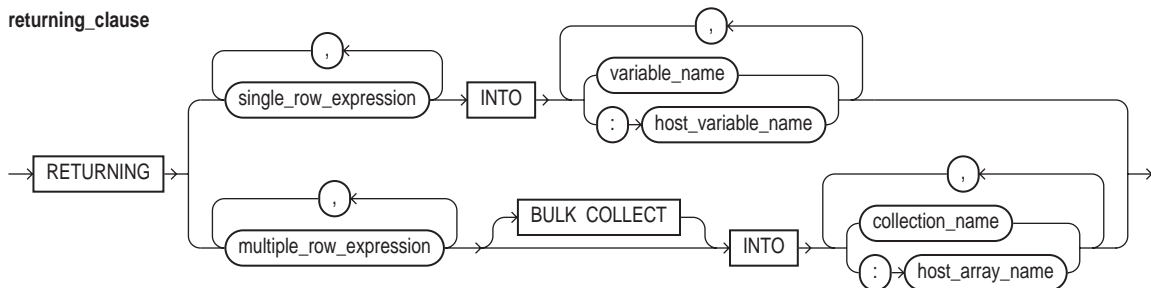 returning_clause
, ,
variable_name
single_row_expression INTO
: host_variable_name
RETURNING
, ,
BULK COLLECT collection_name
multiple_row_expression INTO
: host_array_name